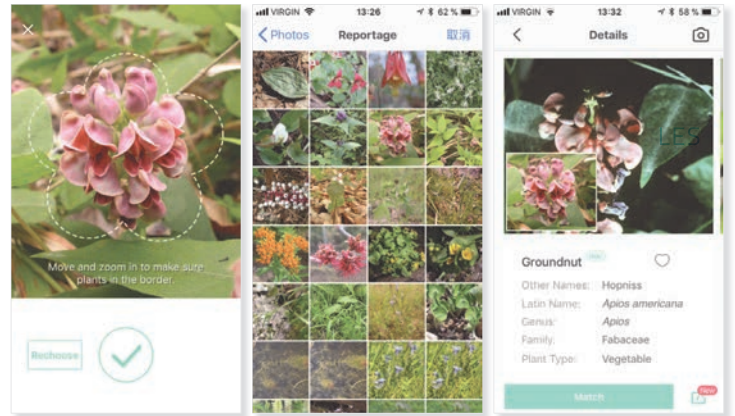 Move and zoom in to make sure
plants in the border.
Rechoose
VIRGIN
13:26
62 %
Photos
Reportage
取消
VIRGIN
13:32
58 %
Details
LES
Groundnut
Other Names: Hopniss
Latin Name: Apios americana
Genus: Apios
Family: Fabaceae
Plant Type: Vegetable
Match
New